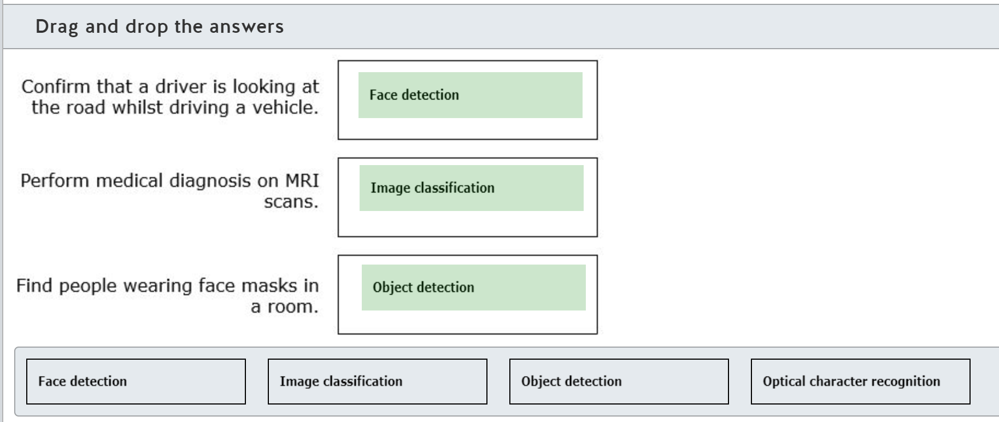 Drag and drop the answers
Confirm that a driver is looking at
the road whilst driving a vehicle.
Face detection
Perform medical diagnosis on MRI
scans.
Image classification
Find people wearing face masks in
a room.
Object detection
Face detection
Image classification
Object detection
Optical character recognition